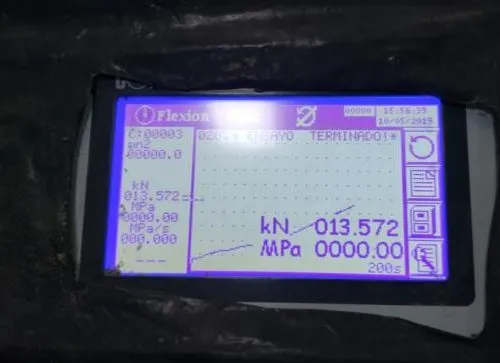 Flexion
00000
15:58:39
10/05/2019
C:00003
mm2
00000.0
ENSAYO TERMINADO!*
kN
013.572
MPa
0000.00
MPa/s
000.000
---
kN 013.572
MPa 0000.00
200s